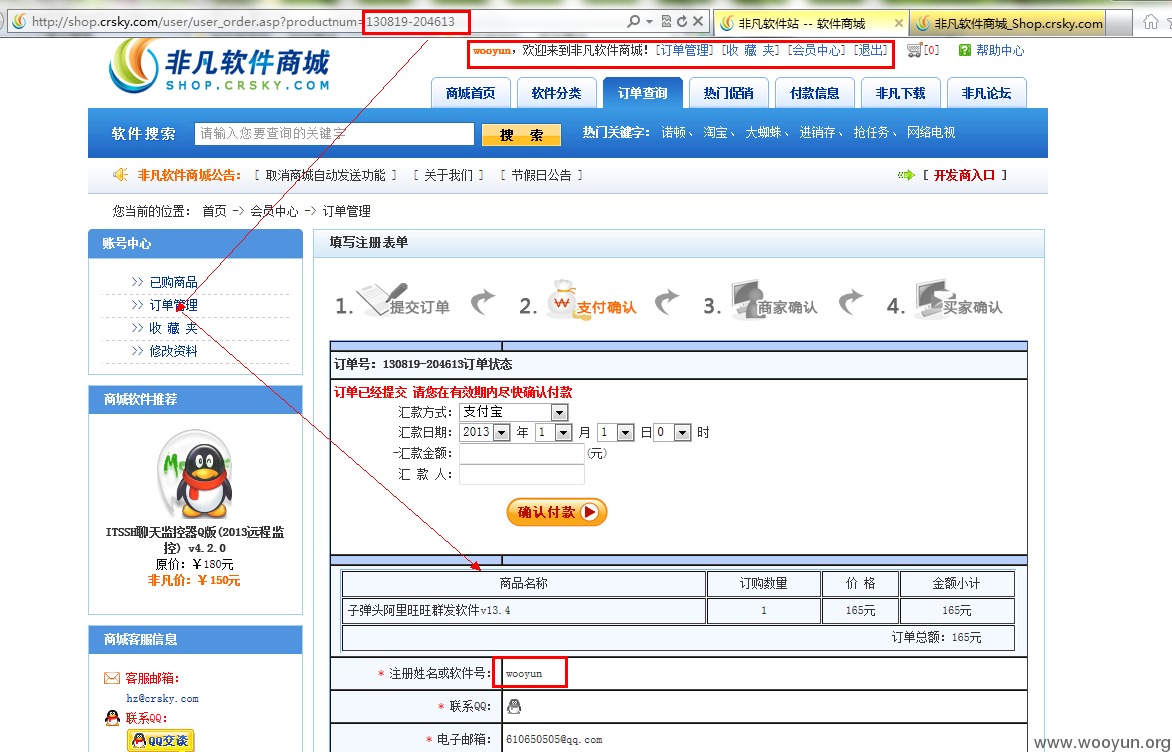 http://shop.crsky.com/user/user_order.asp?productnum=130819-204613
非凡软件站 -- 软件商城
非凡软件商城_Shop.crsky.com
非凡软件商城
SHOP.CRSKY.COM
wooyun，欢迎来到非凡软件商城! [订单管理] [收 藏 夹] [会员中心] [退出] [0] 帮助中心
商城首页 软件分类 订单查询 热门促销 付款信息 非凡下载 非凡论坛
软件搜索 请输入您要查询的关键字 搜 索 热门关键字： 诺顿、 淘宝、 大蜘蛛、 进销存、 抢任务、 网络电视
非凡软件商城公告： [ 取消商城自动发送功能 ] [ 关于我们 ] [ 节假日公告 ] [ 开发商入口 ]
您当前的位置： 首页 -> 会员中心 -> 订单管理
账号中心
>> 已购商品
>> 订单管理
>> 收 藏 夹
>> 修改资料
商城软件推荐
ITSSH聊天监控器Q版(2013远程监
控) v4.2.0
原价：￥180元
非凡价：￥150元
商城客服信息
客服邮箱:
hz@crsky.com
联系QQ:
QQ交谈
填写注册表单
1. 提交订单 2. 支付确认 3. 商家确认 4. 买家确认
订单号：130819-204613订单状态
订单已经提交 请您在有效期内尽快确认付款
汇款方式： 支付宝
汇款日期： 2013 年 1 月 1 日 0 时
汇款金额： (元)
汇 款 人：
确认付款
商品名称 订购数量 价 格 金额小计
子弹头阿里旺旺群发软件v13.4 1 165元 165元
订单总额：165元
* 注册姓名或软件号： wooyun
* 联系QQ：
* 电子邮箱： 610650505@qq.com
www.wooyun.org